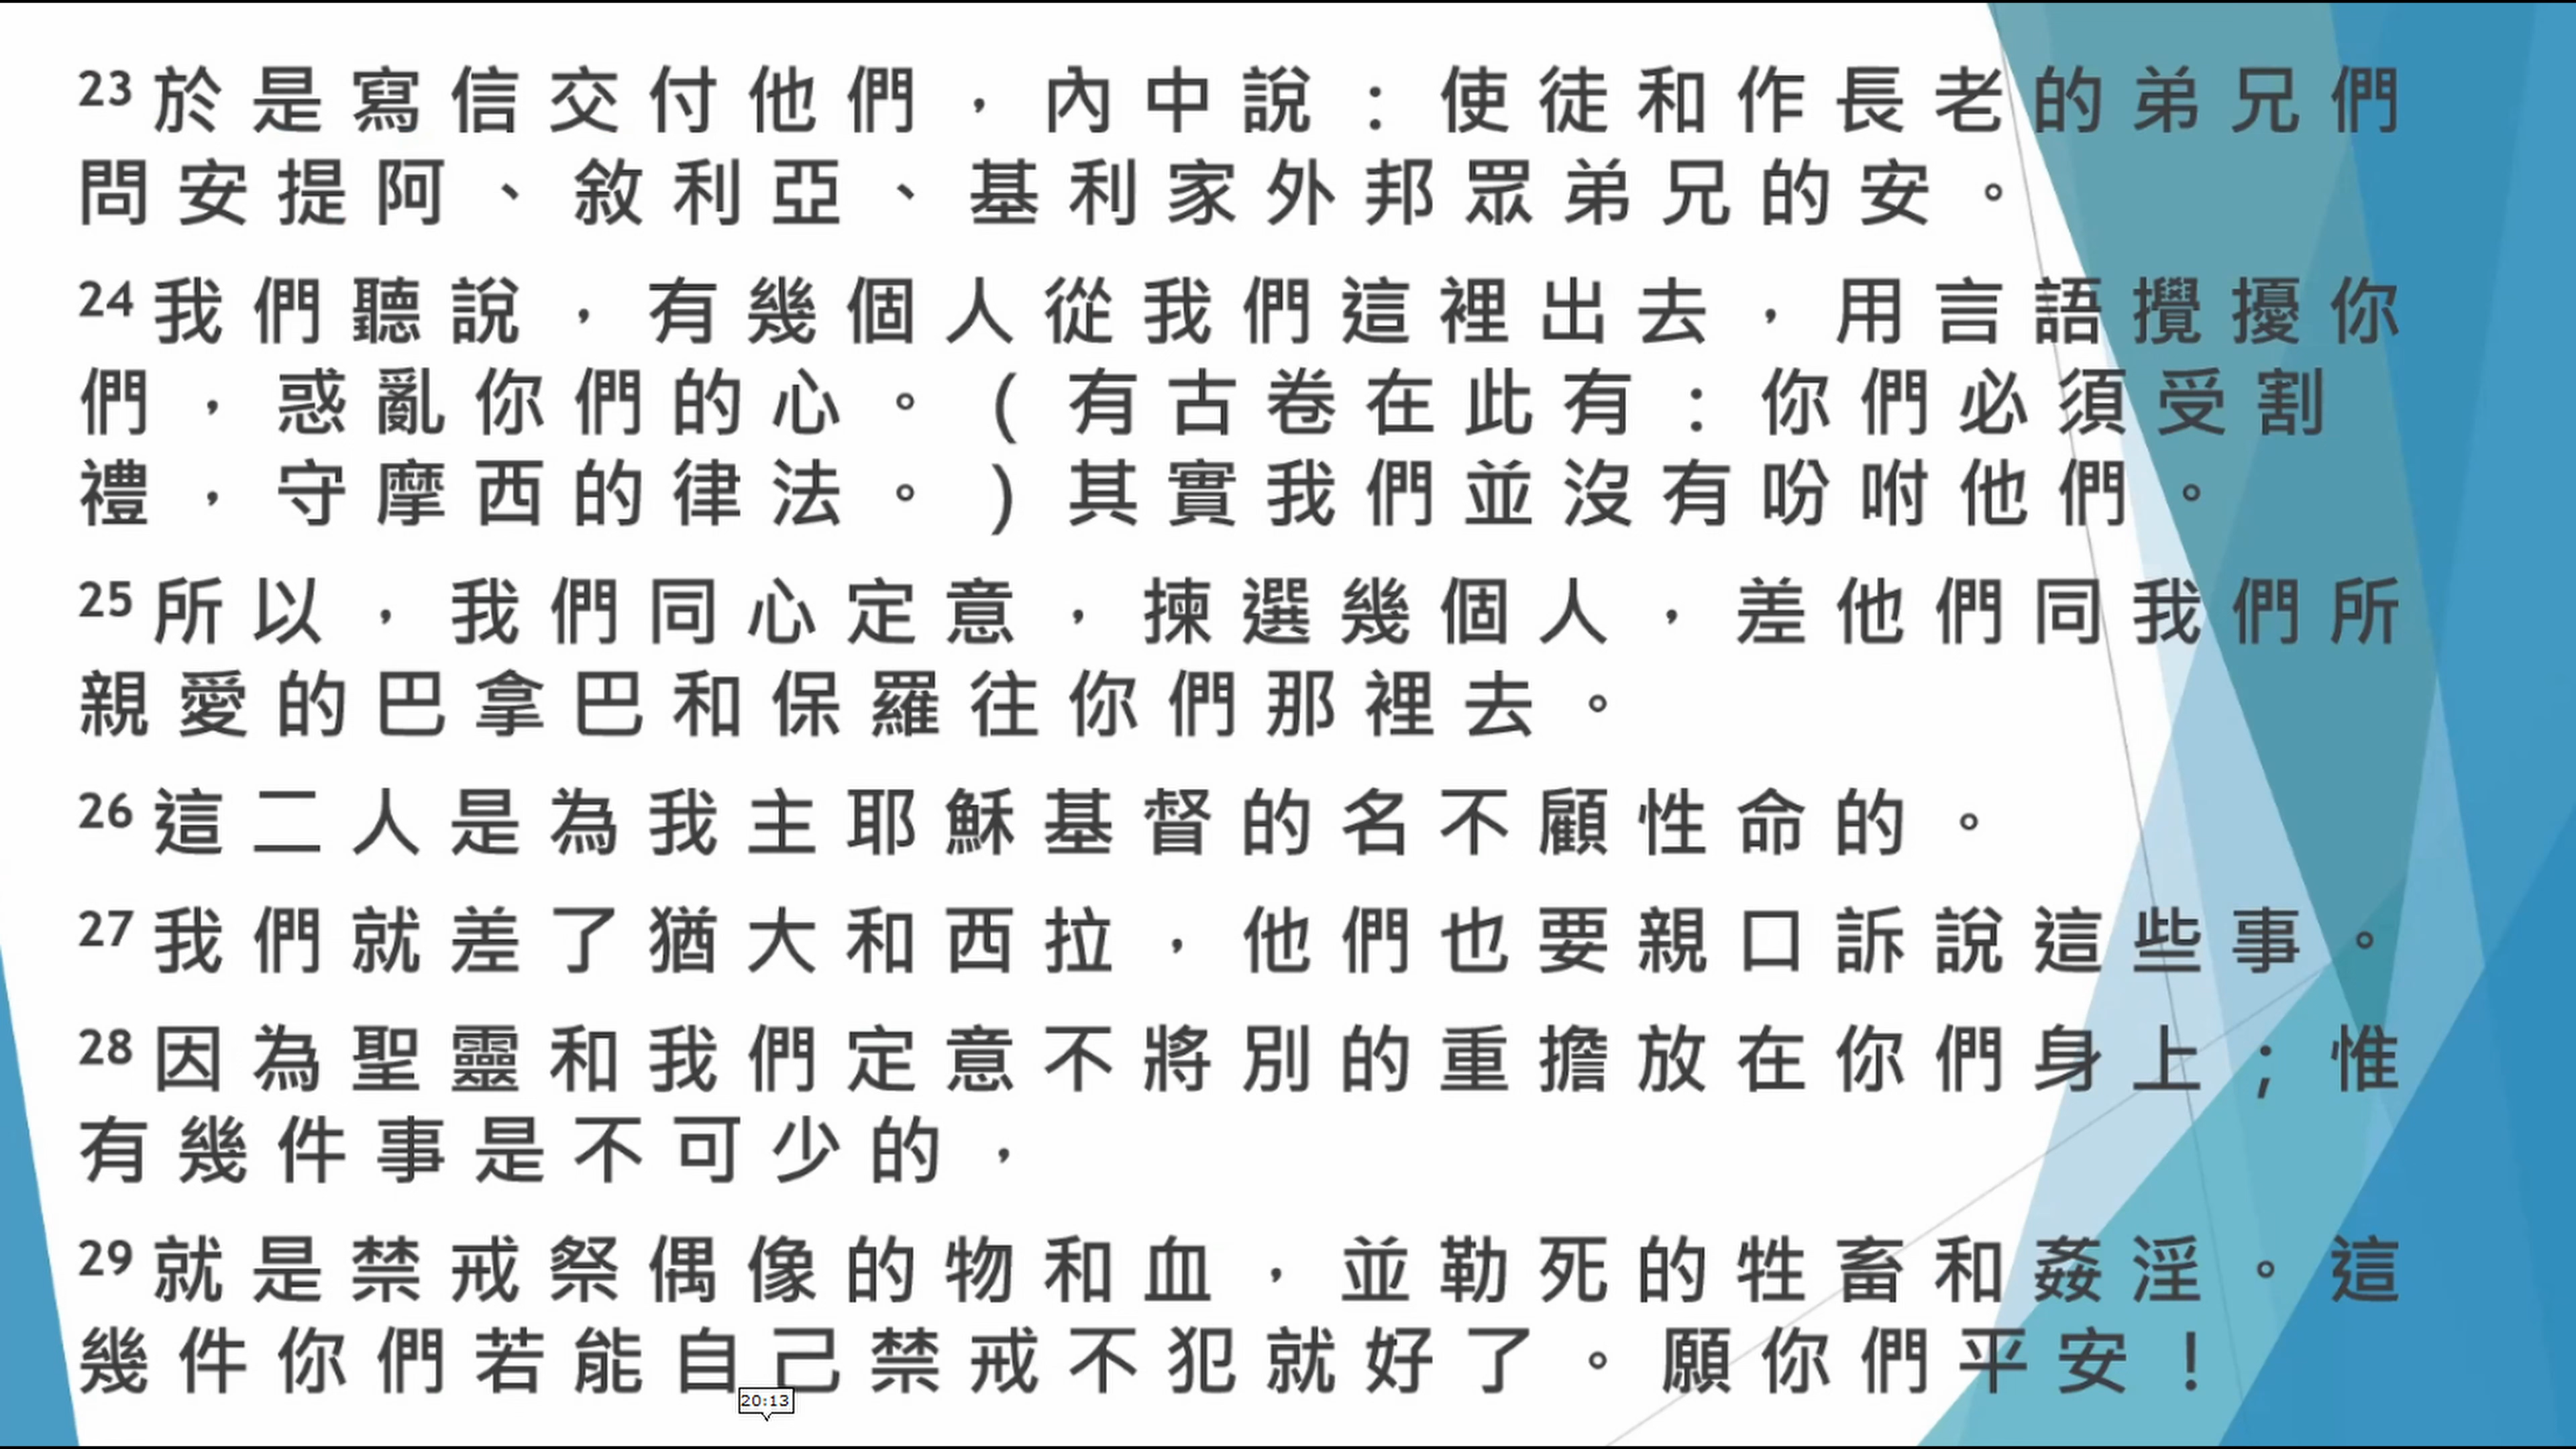 23於是寫信交付他們，內中說：使徒和作長老的弟兄們
問安提阿、敘利亞、基利家外邦眾弟兄的安。
24我們聽說，有幾個人從我們這裡出去，用言語攪擾你
們，惑亂你們的心。(有古卷在此有：你們必須受割
禮，守摩西的律法。)其實我們並沒有吩咐他們。
25所以，我們同心定意，揀選幾個人，差他們同我們所
親愛的巴拿巴和保羅往你們那裡去。
26這二人是為我主耶穌基督的名不顧性命的。
27我們就差了猶大和西拉，他們也要親口訴說這些事。
28因為聖靈和我們定意不將別的重擔放在你們身上；惟
有幾件事是不可少的，
29就是禁戒祭偶像的物和血，並勒死的牲畜和姦淫。這
幾件你們若能自己禁戒不犯就好了。願你們平安！
20:13